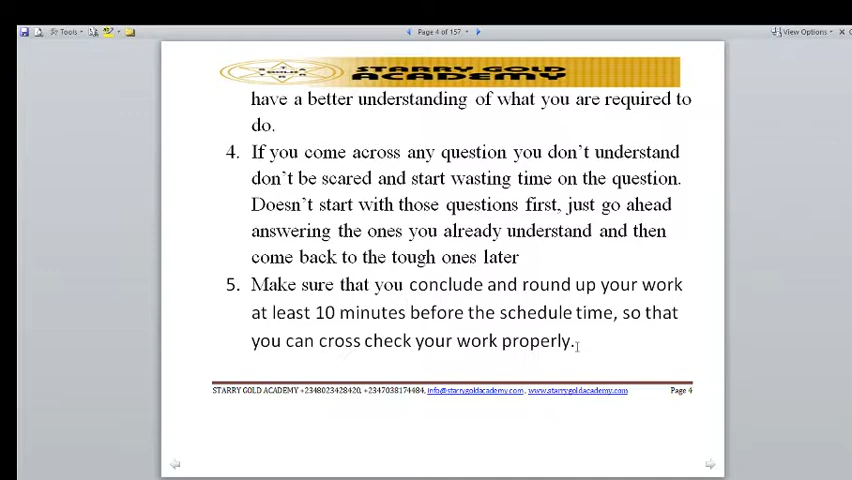 Tools
Page 4 of 157
View Options
STARRY GOLD
ACADEMY
have a better understanding of what you are required to
do.
4. If you come across any question you don't understand
don't be scared and start wasting time on the question.
Doesn't start with those questions first, just go ahead
answering the ones you already understand and then
come back to the tough ones later
5. Make sure that you conclude and round up your work
at least 10 minutes before the schedule time, so that
you can cross check your work properly.
STARRY GOLD ACADEMY +2348023428420, +2347038174484, info@starrygoldacademy.com, www.starrygoldacademy.com Page 4